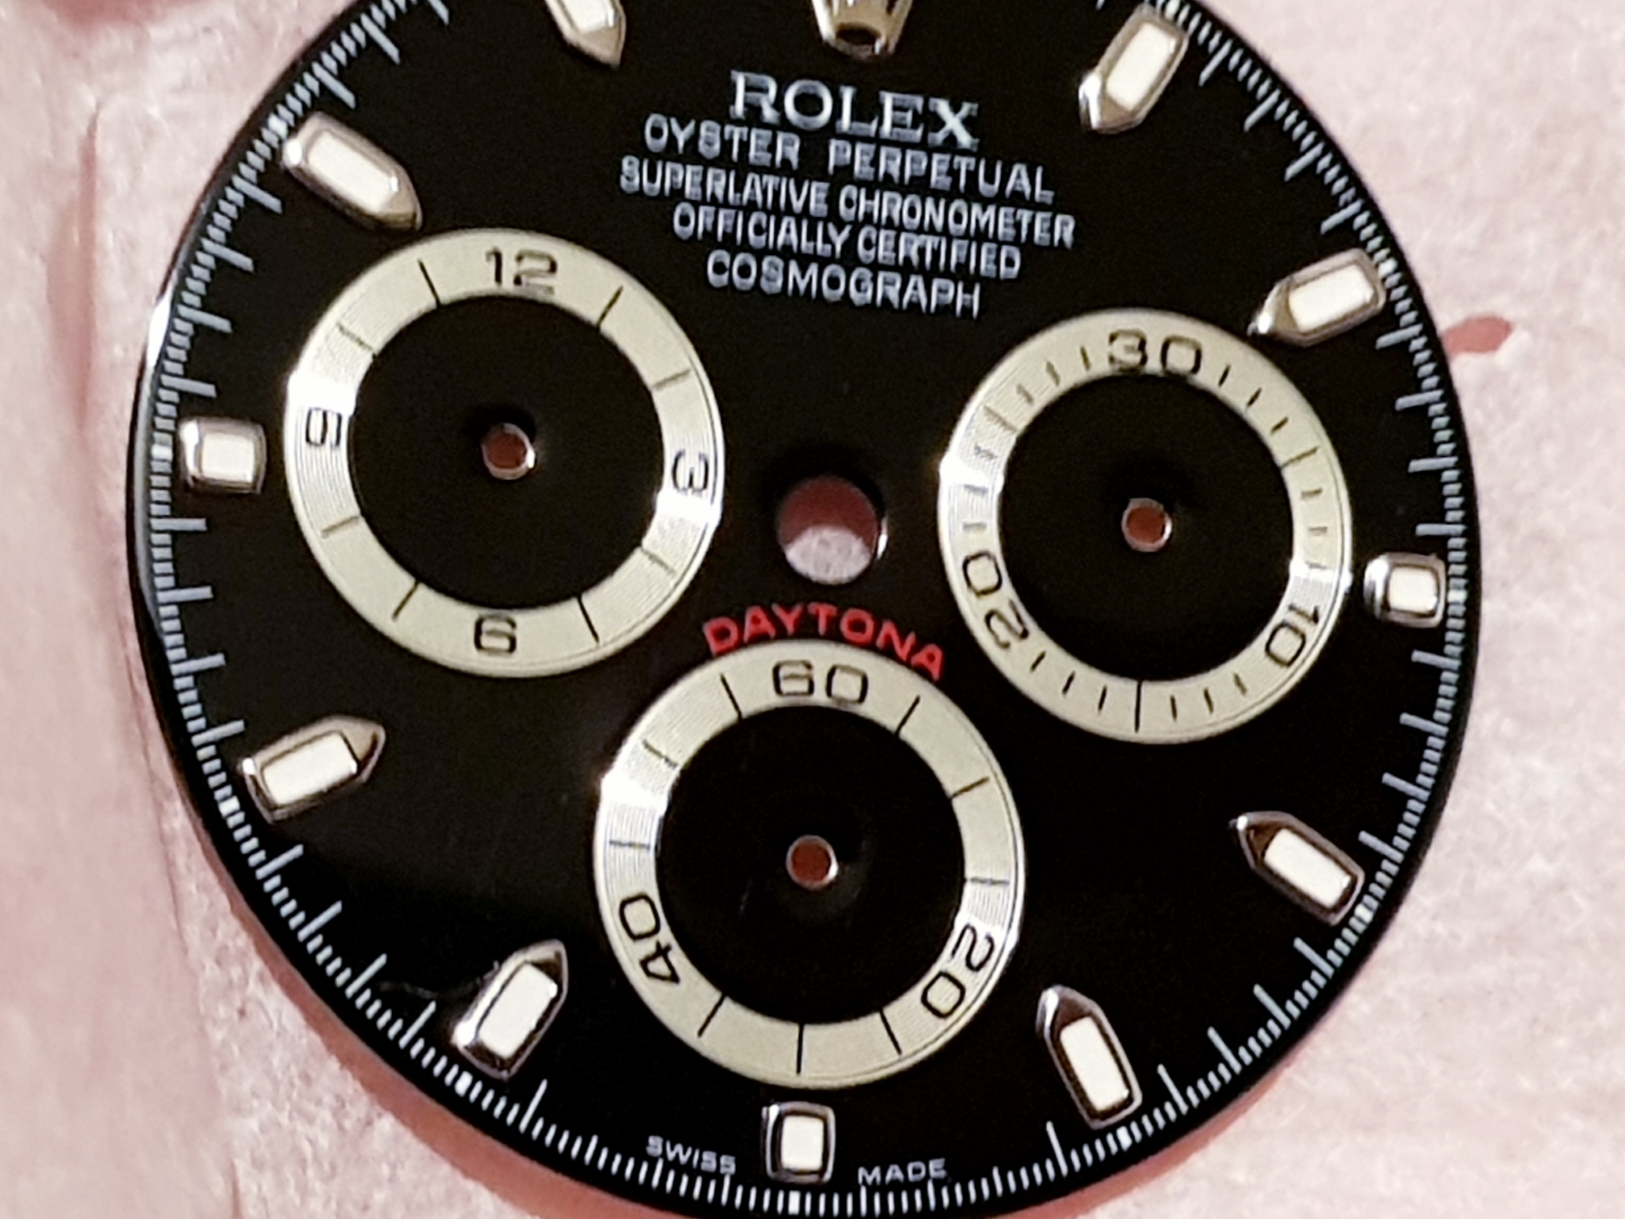 ROLEX
OYSTER PERPETUAL
SUPERLATIVE CHRONOMETER
OFFICIALLY CERTIFIED
COSMOGRAPH
12
3
6
9
30
10
20
DAYTONA
60
20
40
SWISS MADE